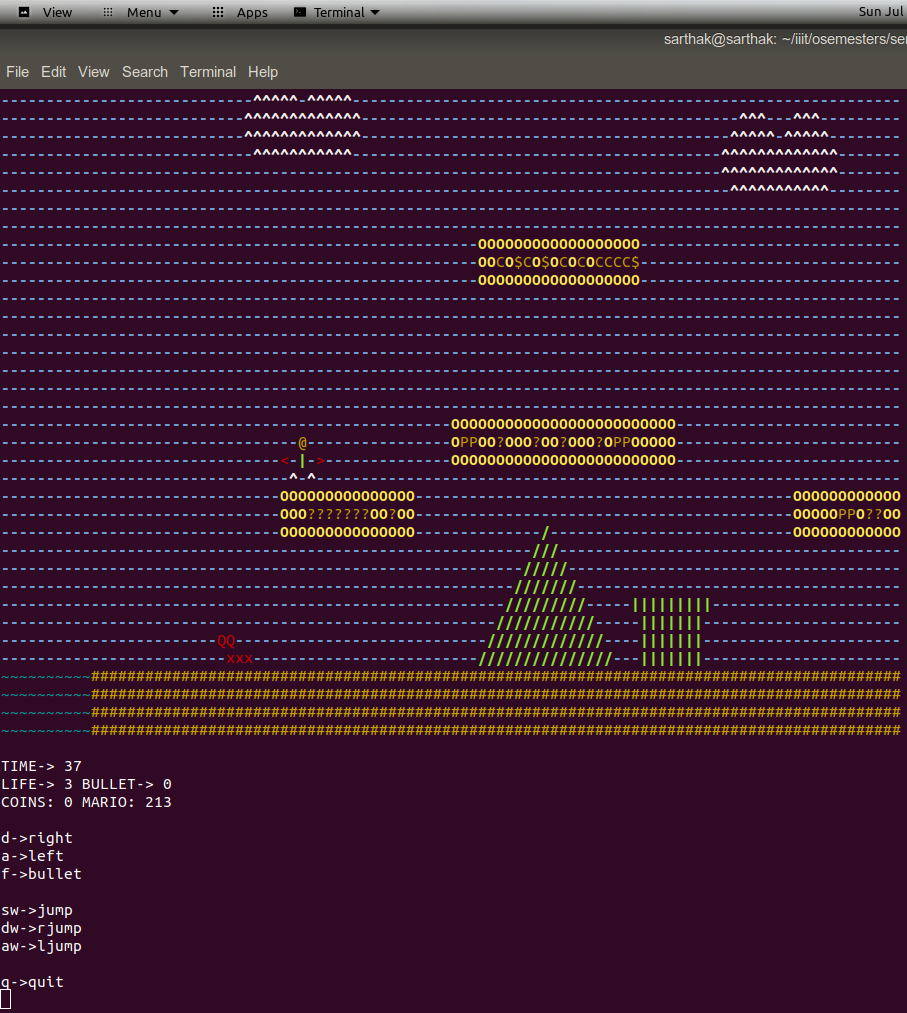 View Menu Apps Terminal Sun Jul
sarthak@sarthak: ~/iiit/osemesters/se
File Edit View Search Terminal Help
OOOOOOOOOOOOOOOOOO
OOCO$CO$OCOCOCCCC$
OOOOOOOOOOOOOOOOOO
OOOOOOOOOOOOOOOOOOOOOOOOO
@ OPPOO?OOO?OO?OOO?OPPOOOOO
<-|-> OOOOOOOOOOOOOOOOOOOOOOOOO
^-^
OOOOOOOOOOOOOOO OOOOOOOOOOOO
OOO???????OO?OO OOOOOPPO??OO
OOOOOOOOOOOOOOO OOOOOOOOOOOO
QQ
xxx
TIME-> 37
LIFE-> 3 BULLET-> 0
COINS: 0 MARIO: 213
d->right
a->left
f->bullet
sw->jump
dw->rjump
aw->ljump
q->quit